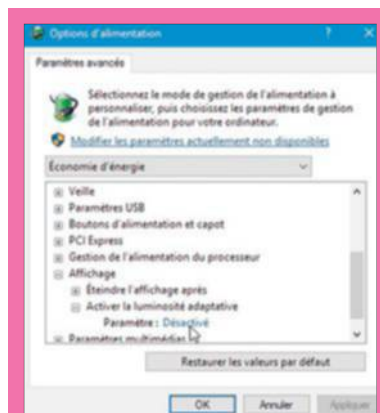 Options d'alimentation
Paramètres avancés
Sélectionnez le mode de gestion de l'alimentation à
personnaliser, puis choisissez les paramètres de gestion
de l'alimentation pour votre ordinateur.
Modifier les paramètres actuellement non disponibles
Économie d'énergie
Veille
Paramètres USB
Boutons d'alimentation et capot
PCI Express
Gestion de l'alimentation du processeur
Affichage
Éteindre l'affichage après
Activer la luminosité adaptative
Paramètre : Désactivé
Paramètres multimédias
Restaurer les valeurs par défaut
OK Annuler Appliquer